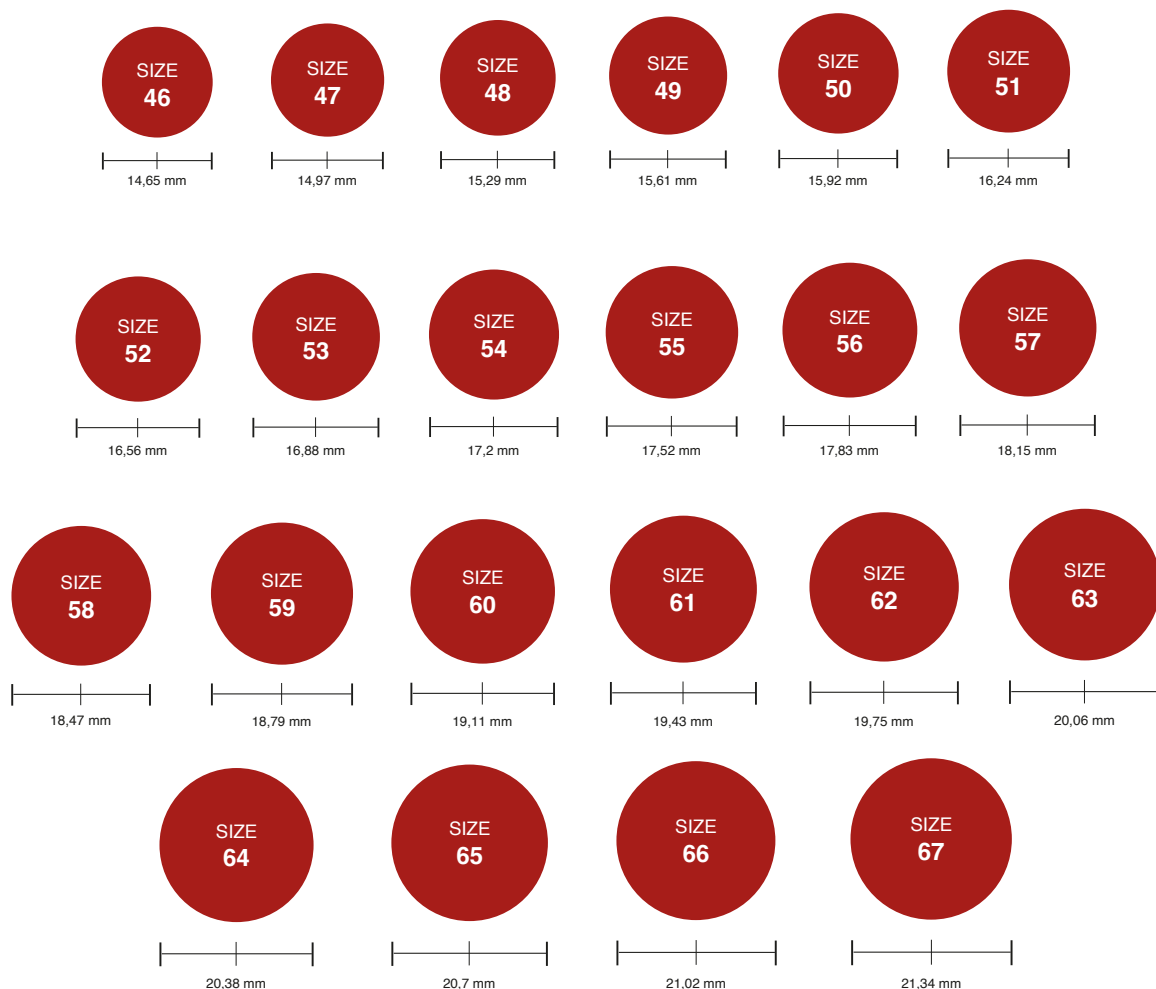 SIZE
46
SIZE
47
SIZE
48
SIZE
49
SIZE
50
SIZE
51
14,65 mm
14,97 mm
15,29 mm
15,61 mm
15,92 mm
16,24 mm
SIZE
52
SIZE
53
SIZE
54
SIZE
55
SIZE
56
SIZE
57
16,56 mm
16,88 mm
17,2 mm
17,52 mm
17,83 mm
18,15 mm
SIZE
58
SIZE
59
SIZE
60
SIZE
61
SIZE
62
SIZE
63
18,47 mm
18,79 mm
19,11 mm
19,43 mm
19,75 mm
20,06 mm
SIZE
64
SIZE
65
SIZE
66
SIZE
67
20,38 mm
20,7 mm
21,02 mm
21,34 mm